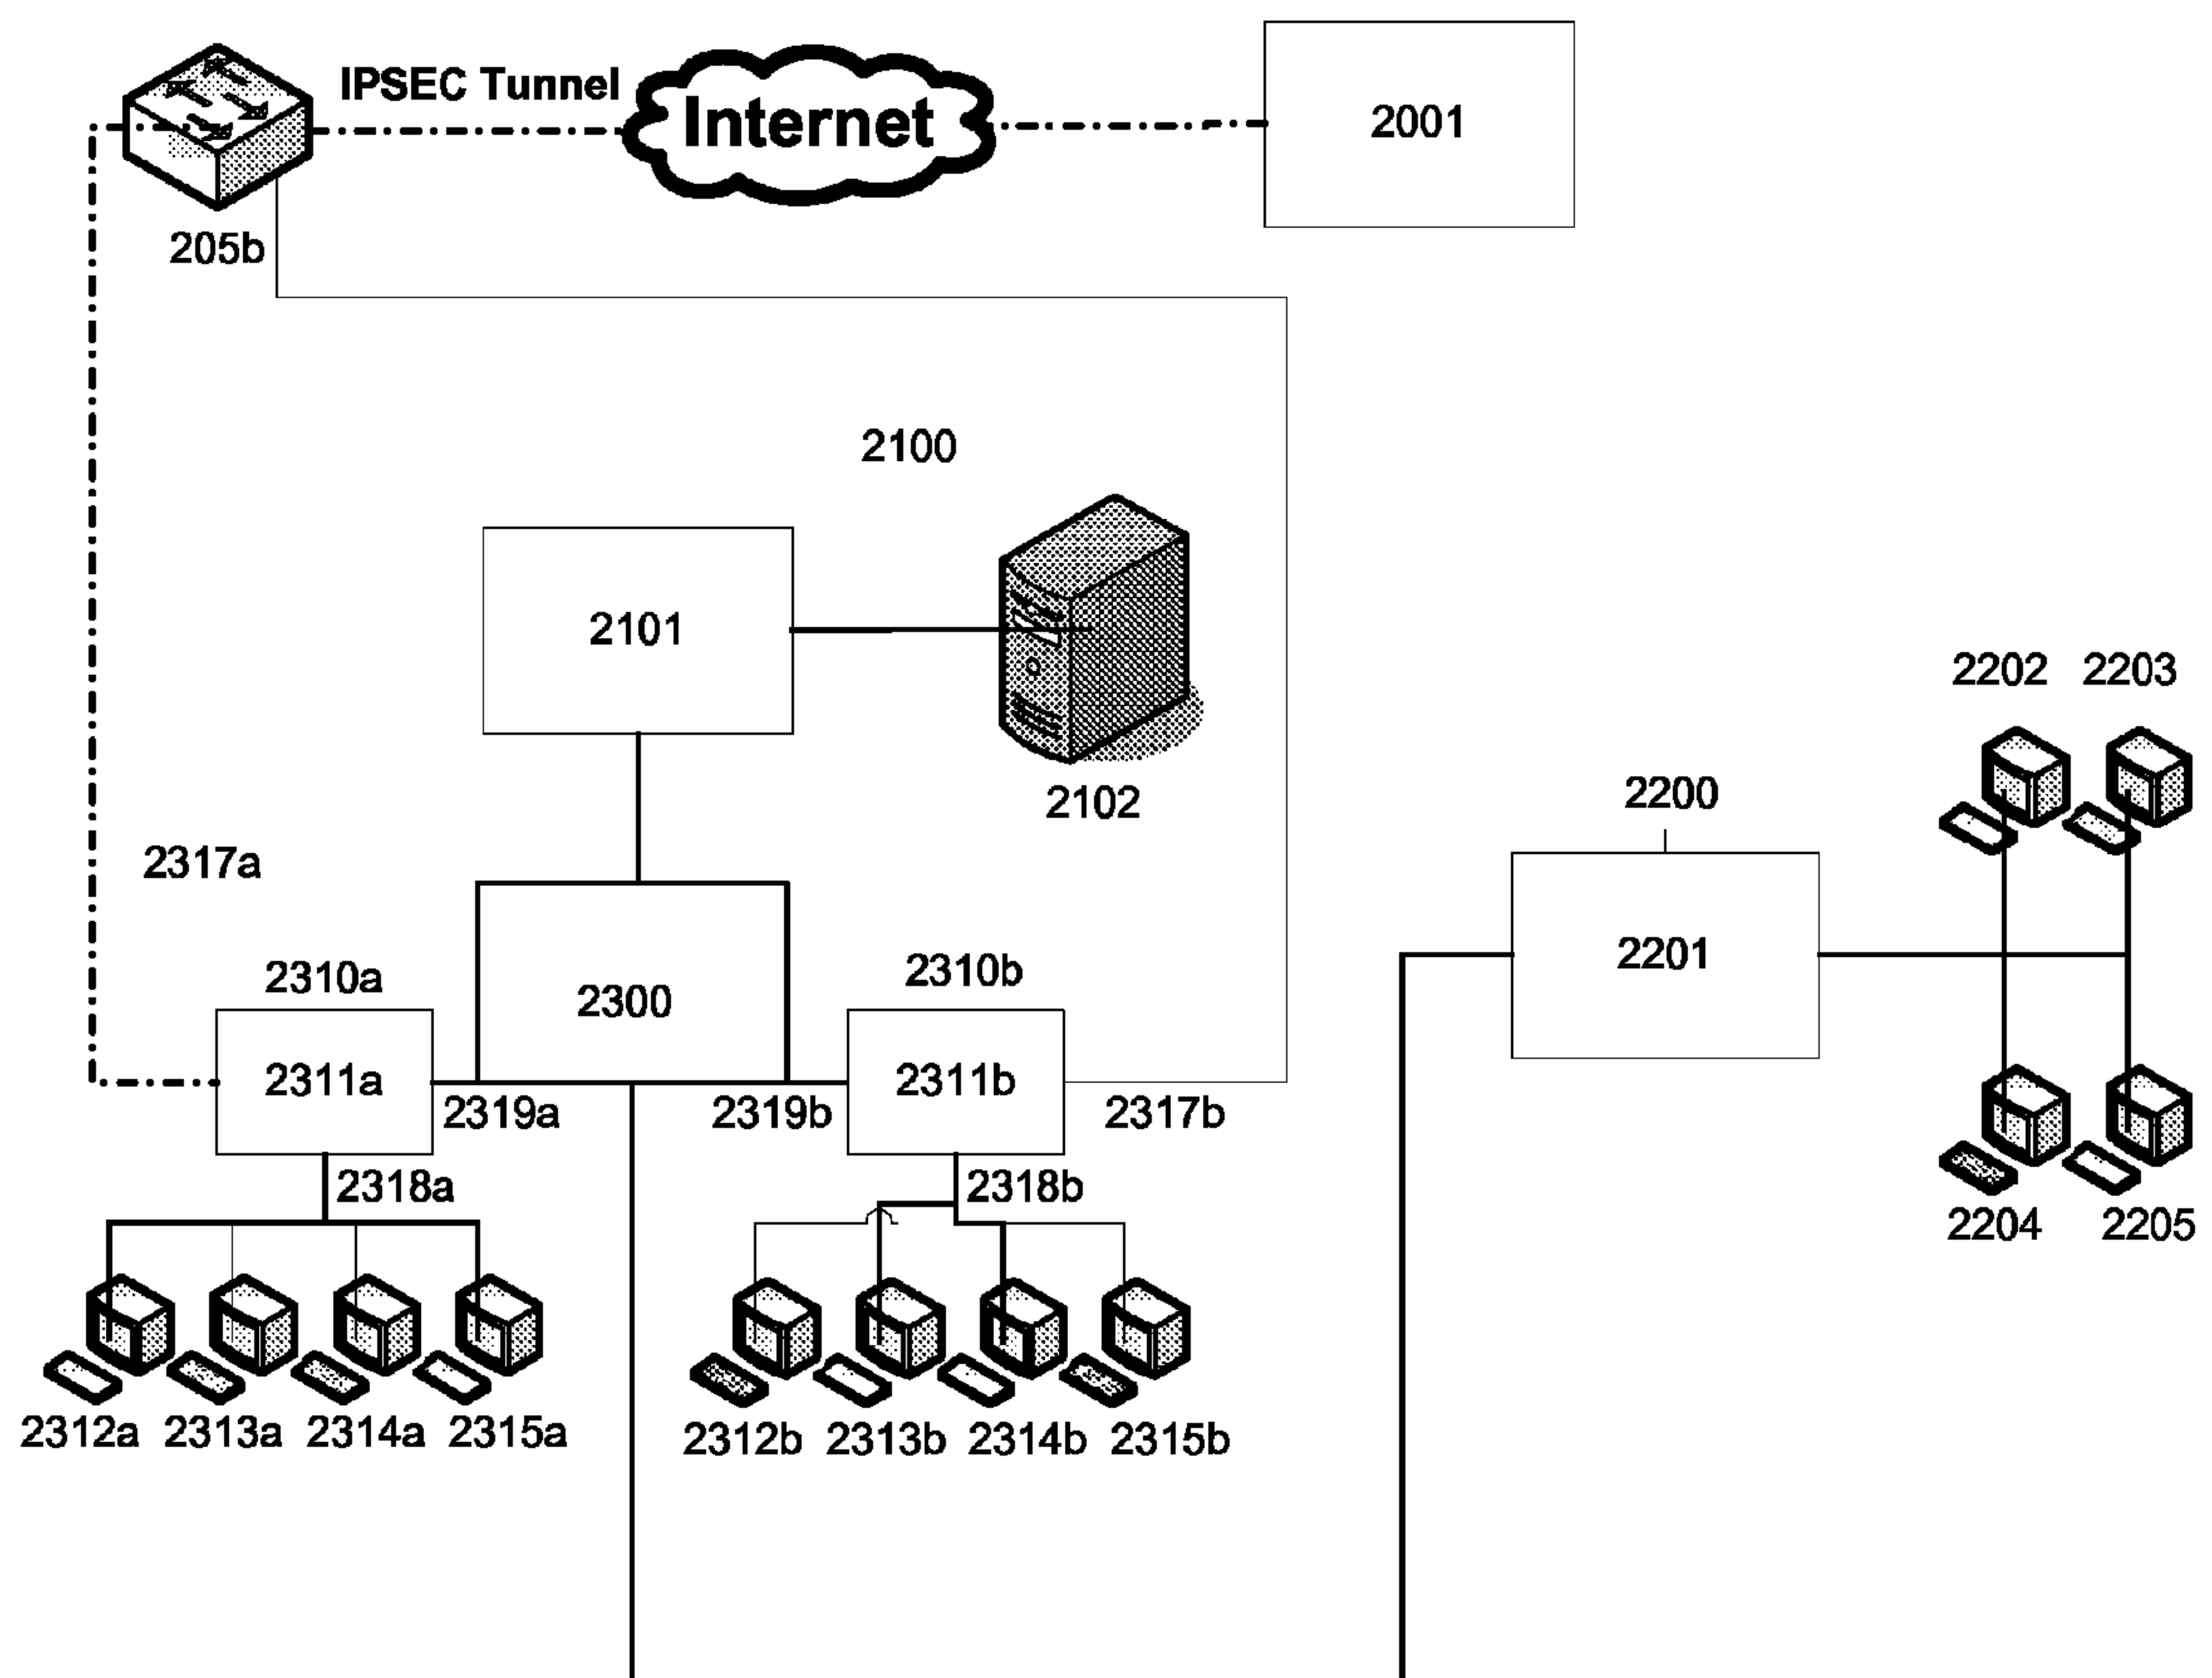 IPSEC Tunnel
Internet
2001
205b
2100
2101
2102
2202 2203
2200
2317a
2201
2310a
2310b
2300
2311a
2311b
2319a
2319b
2317b
2318a
2318b
2204 2205
2312a 2313a 2314a 2315a
2312b 2313b 2314b 2315b